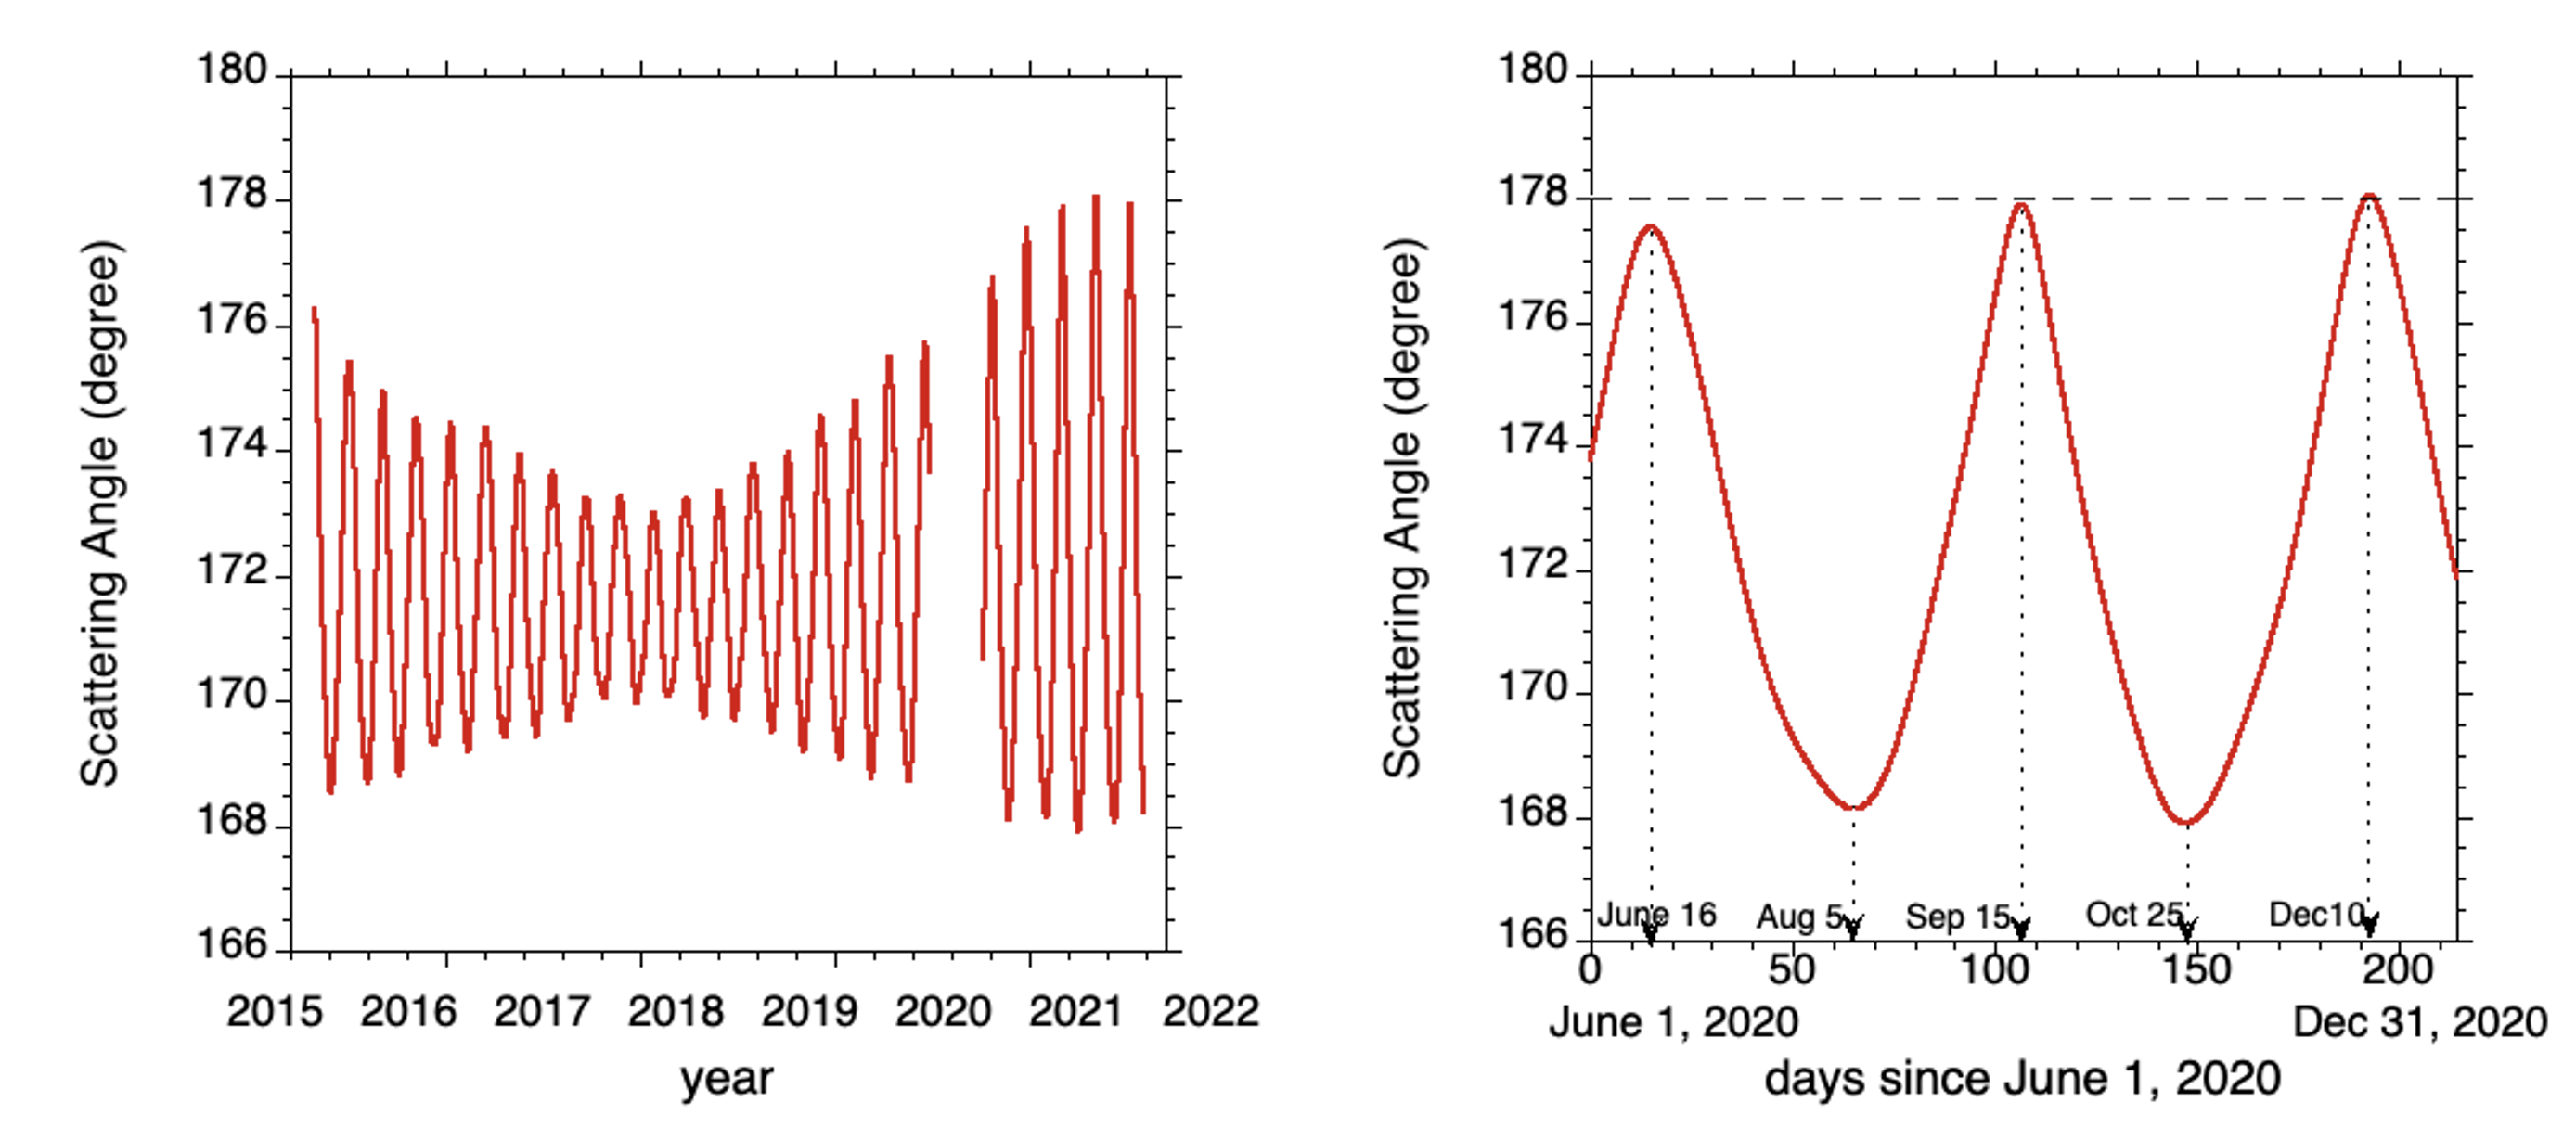 Scattering Angle (degree)
180
178
176
174
172
170
168
166
2015 2016 2017 2018 2019 2020 2021 2022
year
Scattering Angle (degree)
180
178
176
174
172
170
168
166
June 16 Aug 5 Sep 15 Oct 25 Dec10
0 50 100 150 200
June 1, 2020 Dec 31, 2020
days since June 1, 2020